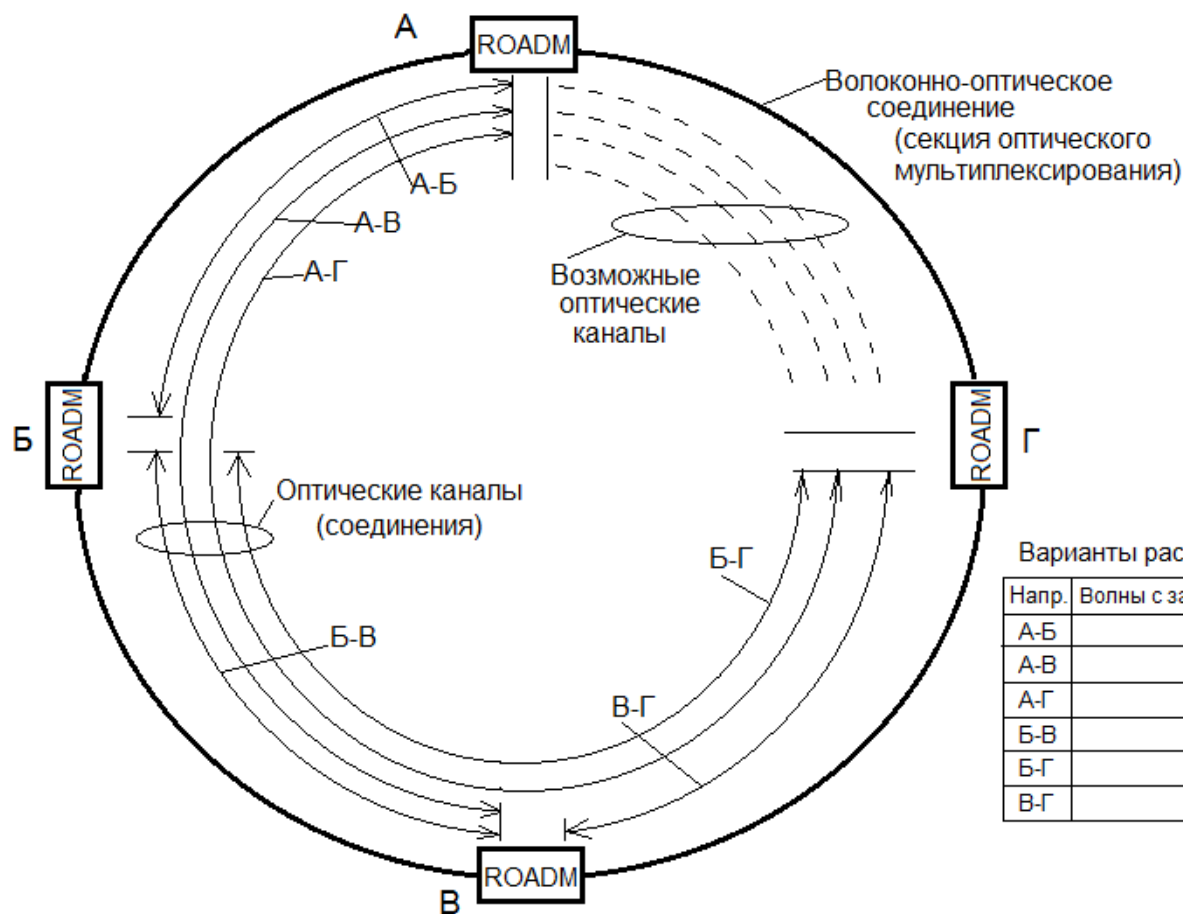 А
ROADM
Волоконно-оптическое
соединение
(секция оптического
мультиплексирования)
А-Б
А-В
А-Г
Возможные
оптические
каналы
Б
ROADM
ROADM
Г
Оптические каналы
(соединения)
Б-Г
Б-В
В-Г
ROADM
В
Варианты рас
Напр. Волны с за
А-Б
А-В
А-Г
Б-В
Б-Г
В-Г